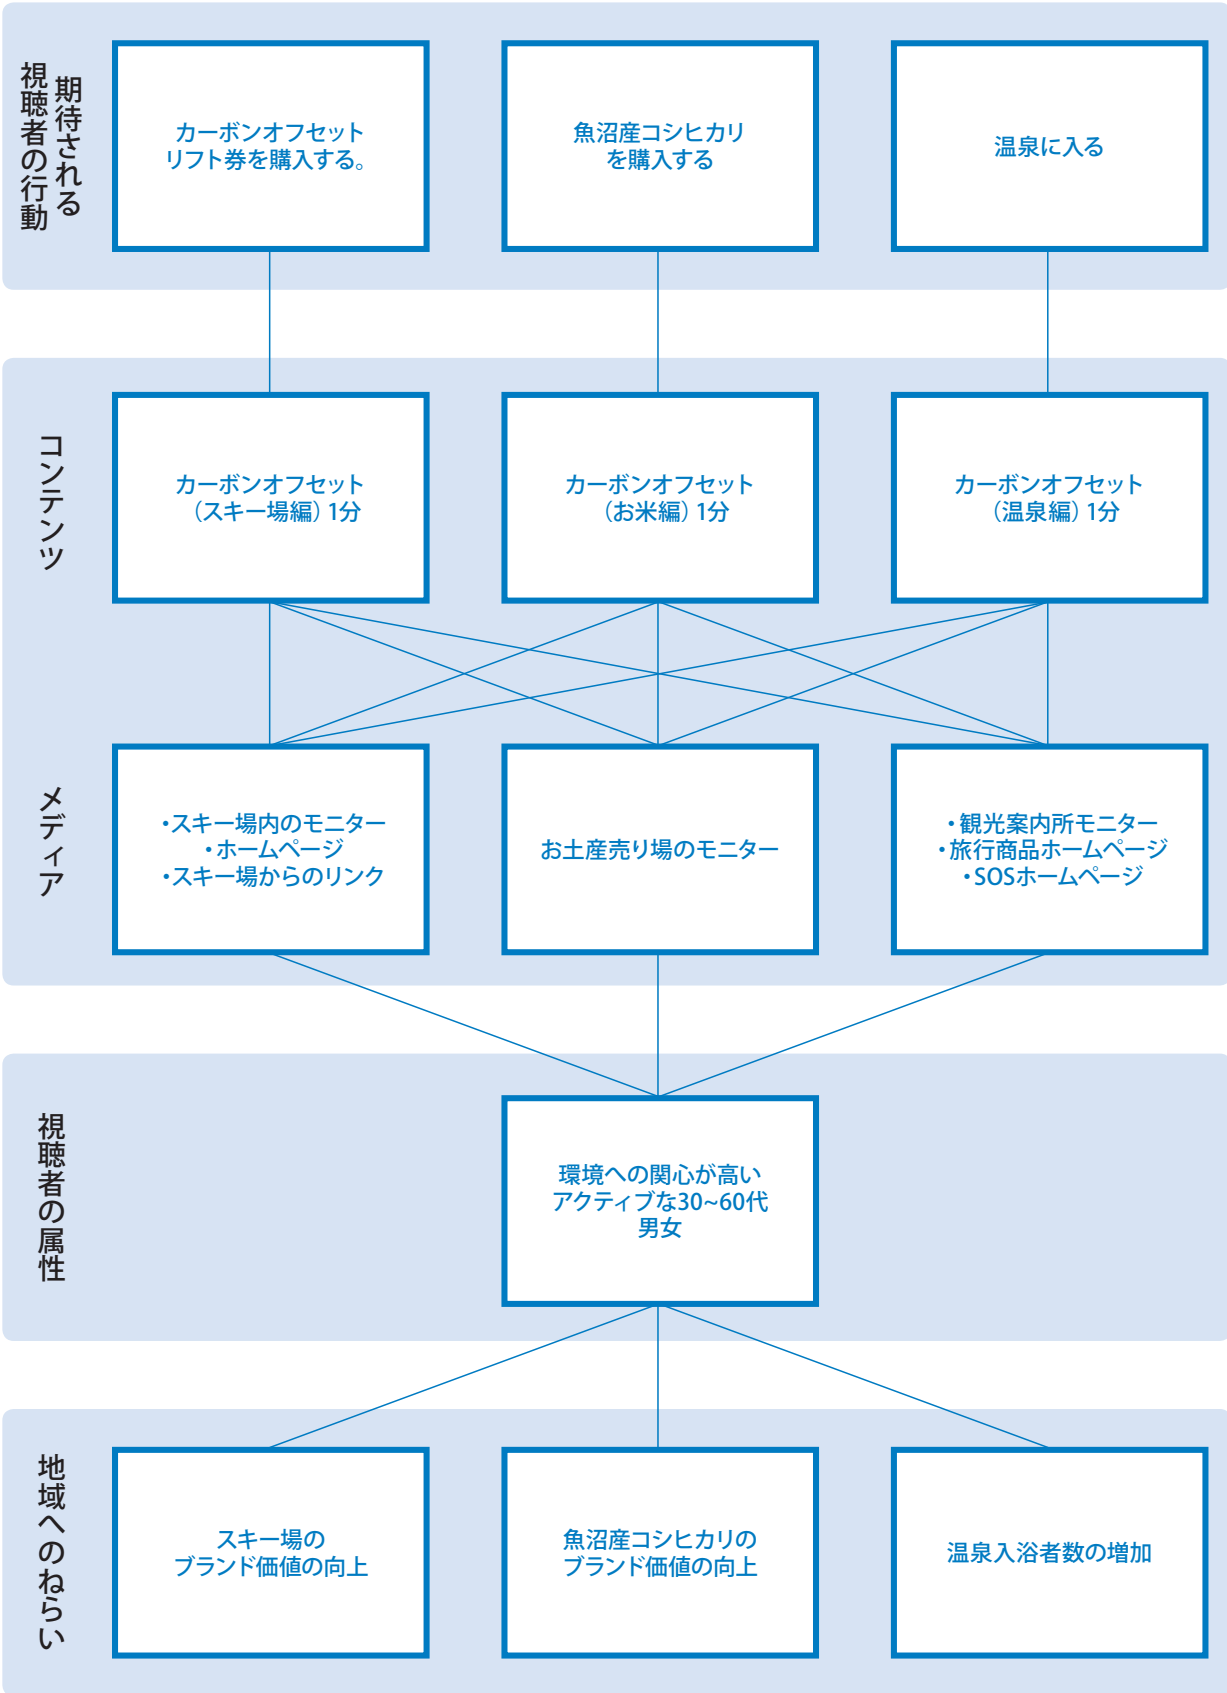 期待される
視聴者の行動
カーボンオフセット
リフト券を購入する。
魚沼産コシヒカリ
を購入する
温泉に入る
コンテンツ
カーボンオフセット
（スキー場編）1分
カーボンオフセット
（お米編）1分
カーボンオフセット
（温泉編）1分
メディア
・スキー場内のモニター
・ホームページ
・スキー場からのリンク
お土産売り場のモニター
・観光案内所モニター
・旅行商品ホームページ
・SOSホームページ
視聴者の属性
環境への関心が高い
アクティブな30~60代
男女
地域へのねらい
スキー場の
ブランド価値の向上
魚沼産コシヒカリの
ブランド価値の向上
温泉入浴者数の増加